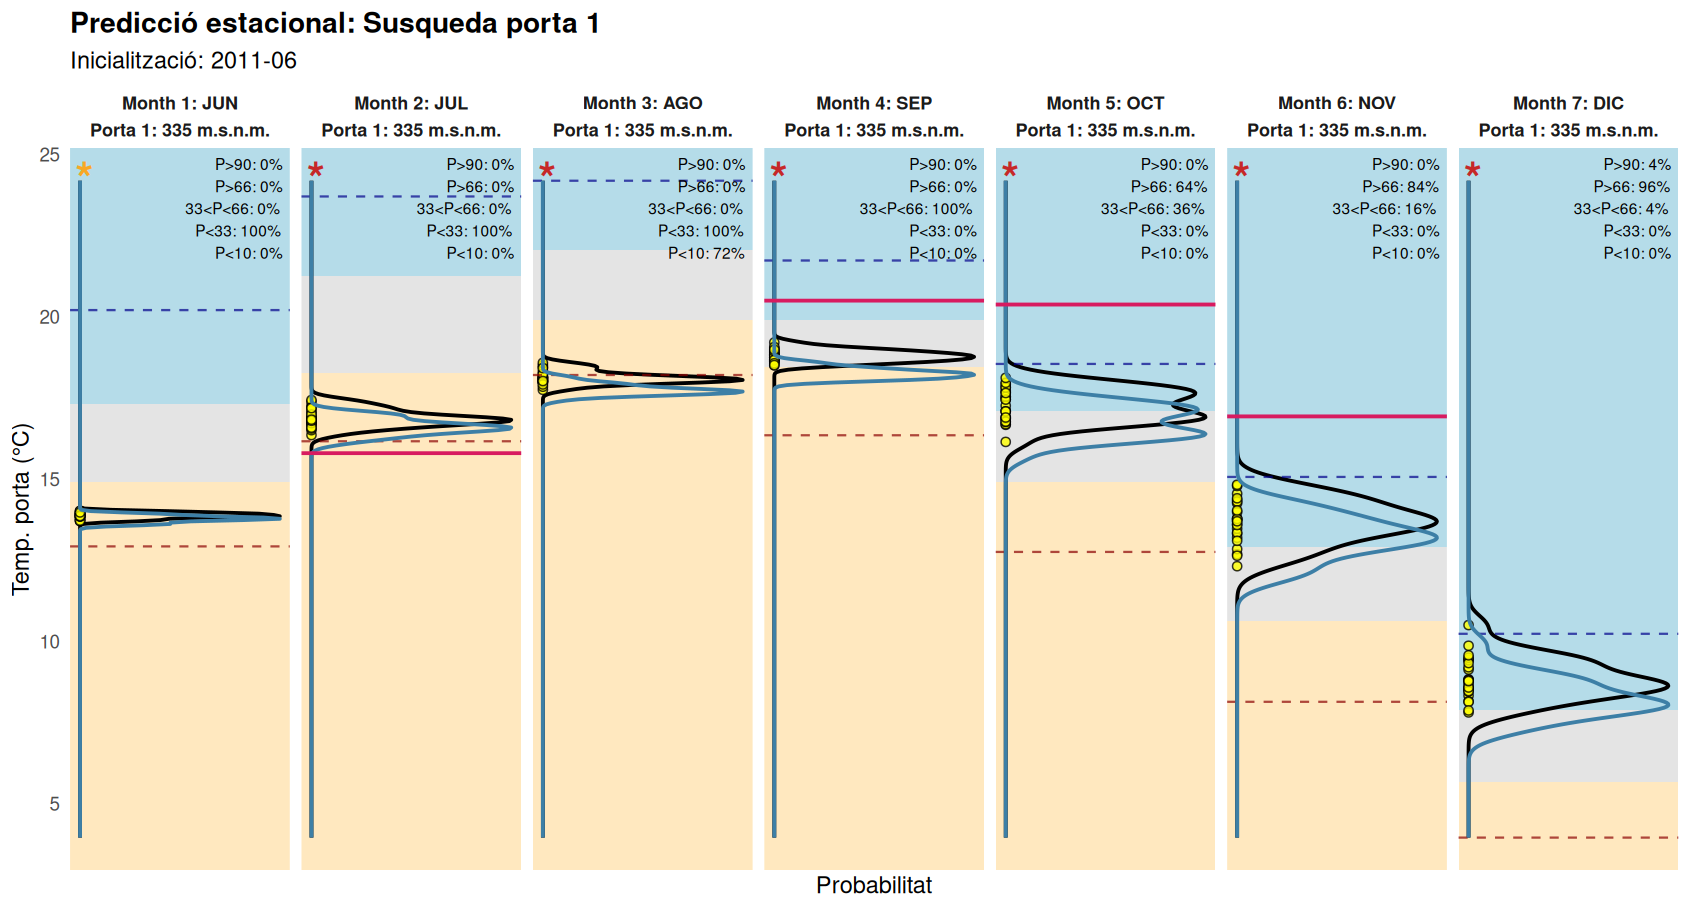 Predicció estacional: Susqueda porta 1
Inicialització: 2011-06
Month 1: JUN
Porta 1: 335 m.s.n.m.
Month 2: JUL
Porta 1: 335 m.s.n.m.
Month 3: AGO
Porta 1: 335 m.s.n.m.
Month 4: SEP
Porta 1: 335 m.s.n.m.
Month 5: OCT
Porta 1: 335 m.s.n.m.
Month 6: NOV
Porta 1: 335 m.s.n.m.
Month 7: DIC
Porta 1: 335 m.s.n.m.
Temp. porta (°C)
25
20
15
10
5
*
P>90: 0%
P>66: 0%
33<P<66: 0%
P<33: 100%
P<10: 0%
*
P>90: 0%
P>66: 0%
33<P<66: 0%
P<33: 100%
P<10: 0%
*
P>90: 0%
P>66: 0%
33<P<66: 0%
P<33: 100%
P<10: 72%
*
P>90: 0%
P>66: 0%
33<P<66: 100%
P<33: 0%
P<10: 0%
*
P>90: 0%
P>66: 64%
33<P<66: 36%
P<33: 0%
P<10: 0%
*
P>90: 0%
P>66: 84%
33<P<66: 16%
P<33: 0%
P<10: 0%
*
P>90: 4%
P>66: 96%
33<P<66: 4%
P<33: 0%
P<10: 0%
Probabilitat